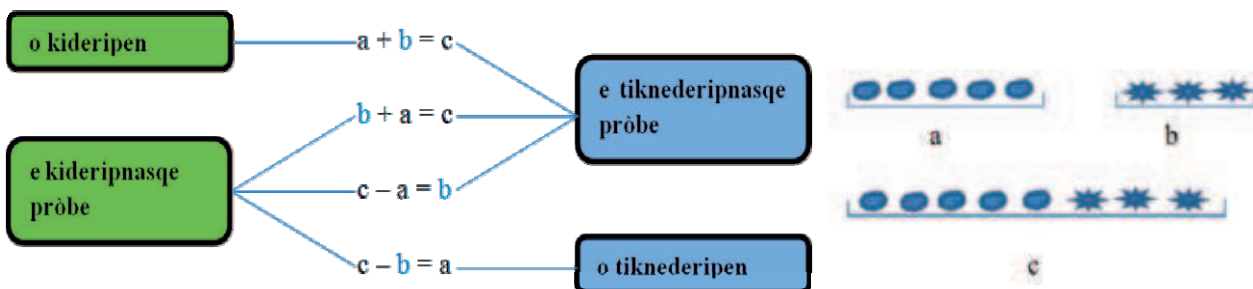 o kideripen
a + b = c
e tiknederipnasqe
pròbe
b + a = c
e kideripnasqe
pròbe
c – a = b
c – b = a
o tiknederipen
a
b
c